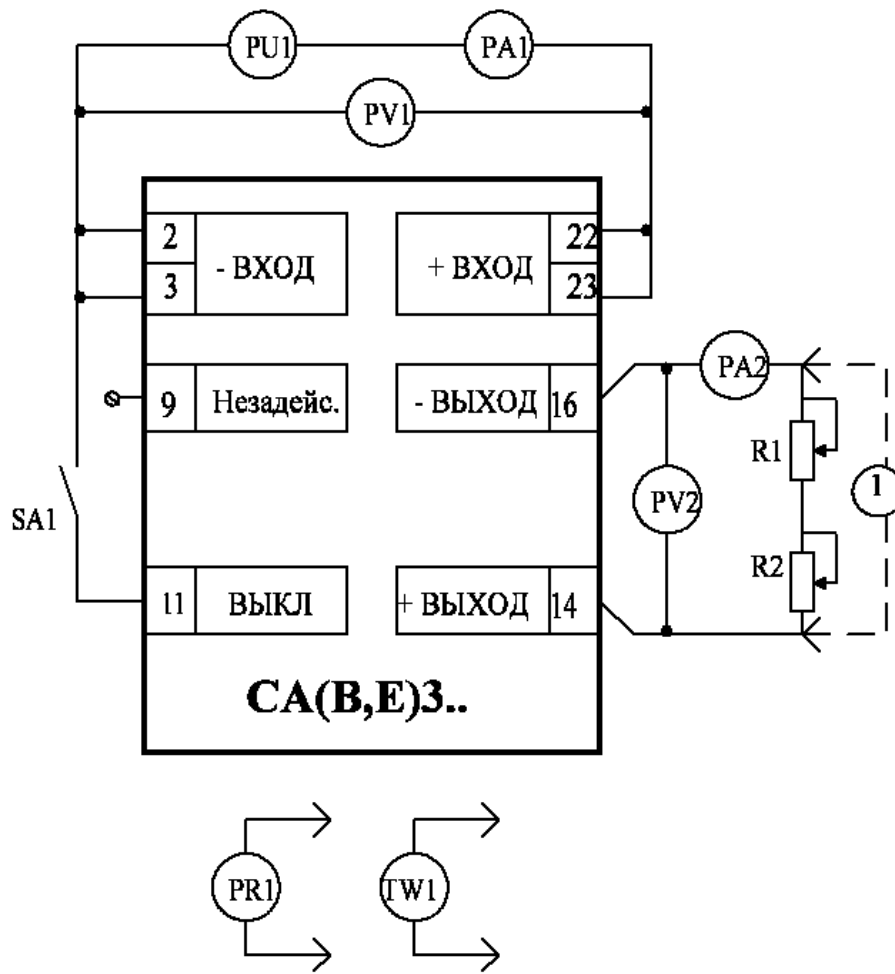 PU1 PA1
PV1
2 - ВХОД + ВХОД 22
3 23
9 Незадейс. - ВЫХОД 16
PA2
R1
PV2 1
SA1
R2
11 ВЫКЛ + ВЫХОД 14
СА(В,Е)3..
PR1 TW1